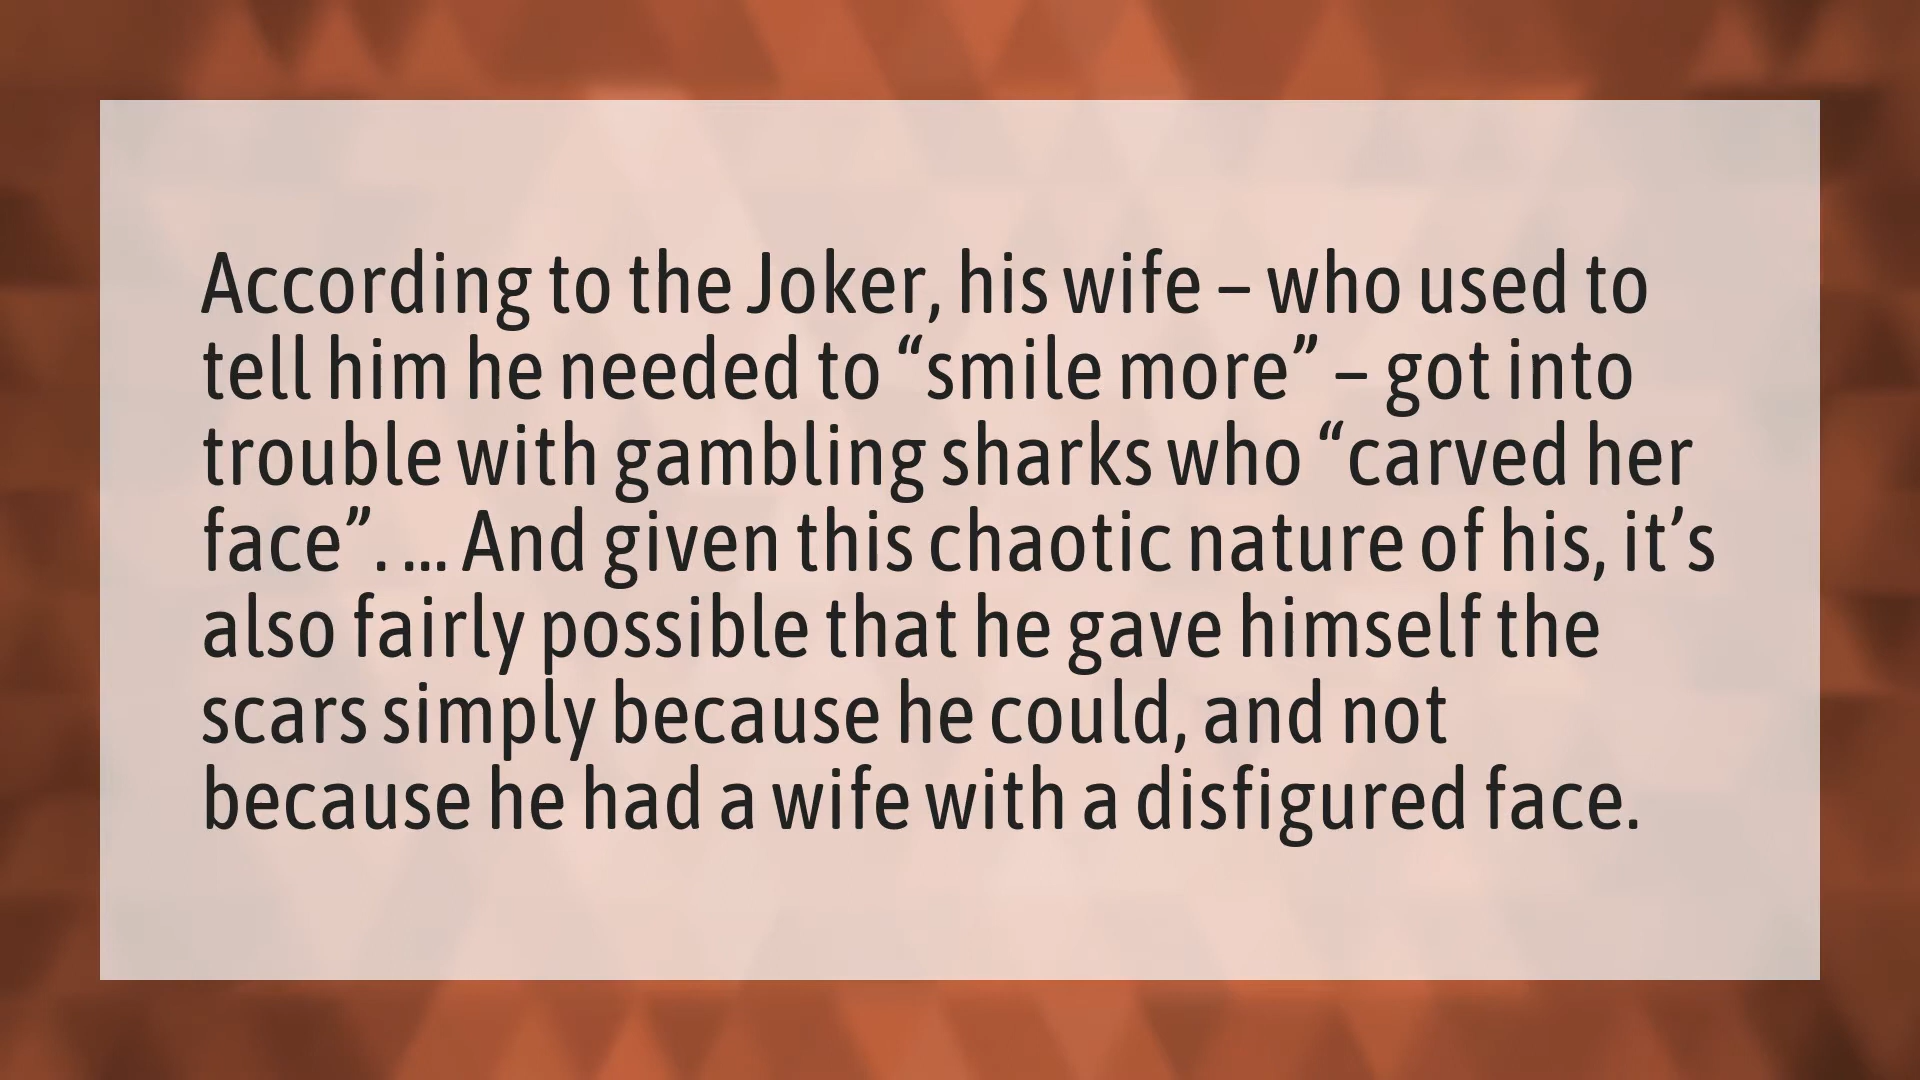 According to the Joker, his wife – who used to
tell him he needed to “smile more” – got into
trouble with gambling sharks who “carved her
face”. ... And given this chaotic nature of his, it’s
also fairly possible that he gave himself the
scars simply because he could, and not
because he had a wife with a disfigured face.